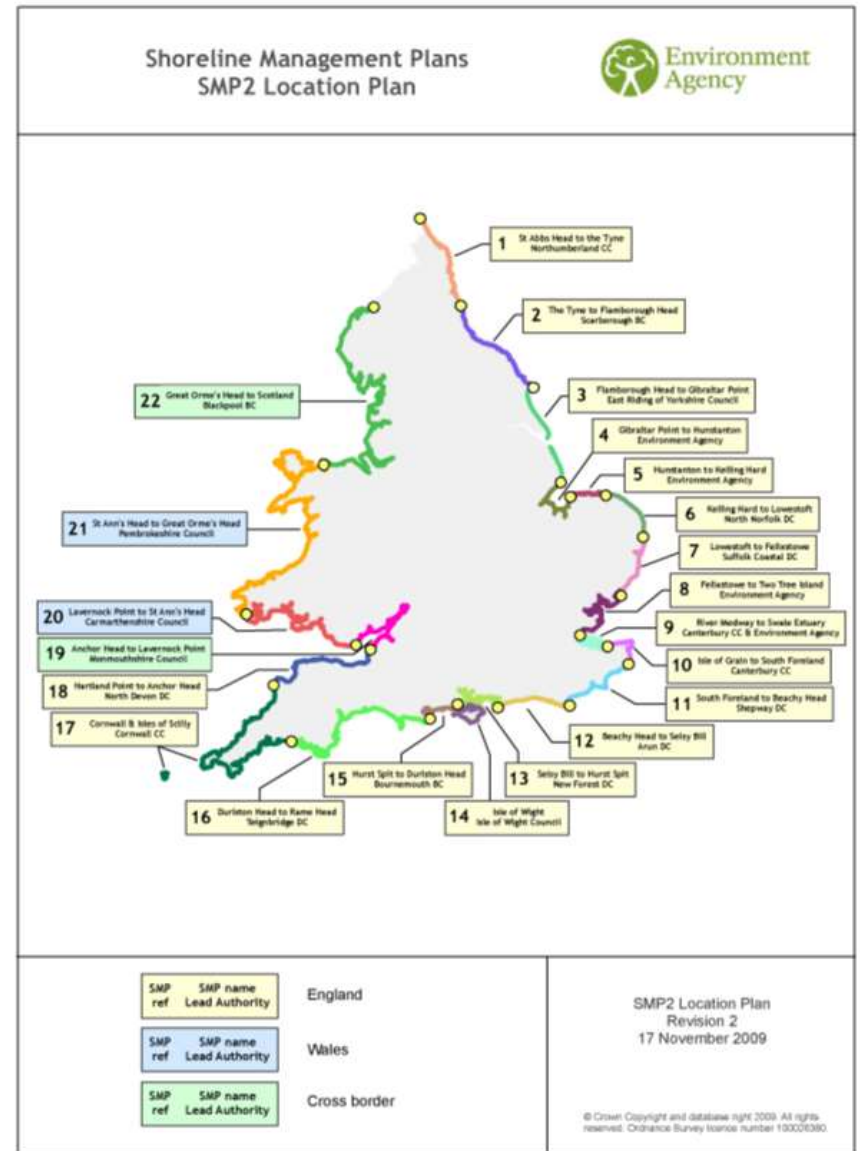 Shoreline Management Plans
SMP2 Location Plan
Environment
Agency
1 St Abbs Head to the Tyne
Northumberland CC
2 The Tyne to Flamborough Head
Scarborough BC
3 Flamborough Head to Gibraltar Point
East Riding of Yorkshire Council
4 Gibraltar Point to Hunstanton
Environment Agency
5 Hunstanton to Kelling Hard
Environment Agency
6 Kelling Hard to Lowestoft
North Norfolk DC
7 Lowestoft to Felixstowe
Suffolk Coastal DC
8 Felixstowe to Two Tree Island
Environment Agency
9 River Medway to Swale Estuary
Canterbury CC & Environment Agency
10 Isle of Grain to South Foreland
Canterbury CC
11 South Foreland to Beachy Head
Shepway DC
12 Beachy Head to Selsy Bill
Arun DC
13 Selsy Bill to Hurst Spit
New Forest DC
14 Isle of Wight
Isle of Wight Council
15 Hurst Spit to Durlston Head
Bournemouth BC
16 Durlston Head to Rame Head
Teignbridge DC
17 Cornwall & Isles of Scilly
Cornwall CC
18 Hartland Point to Anchor Head
North Devon DC
19 Anchor Head to Lavernock Point
Monmouthshire Council
20 Lavernock Point to St Ann's Head
Carmarthenshire Council
21 St Ann's Head to Great Orme's Head
Pembrokeshire Council
22 Great Orme's Head to Scotland
Blackpool BC
SMP SMP name
ref Lead Authority
England
SMP SMP name
ref Lead Authority
Wales
SMP SMP name
ref Lead Authority
Cross border
SMP2 Location Plan
Revision 2
17 November 2009
© Crown Copyright and database right 2009. All rights
reserved. Ordnance Survey licence number 100026380.